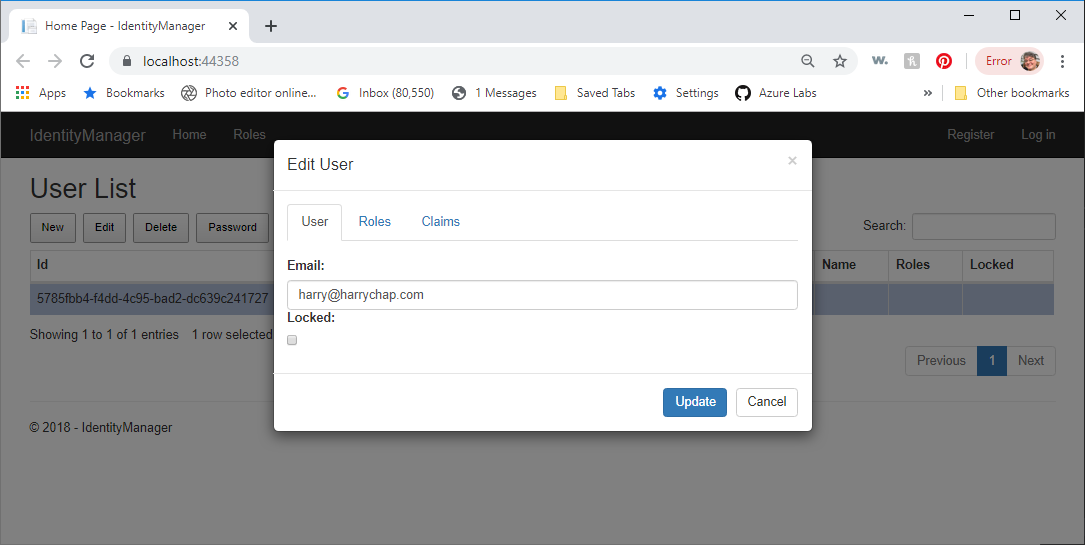 Home Page - IdentityManager
localhost:44358
w.
Error
Apps Bookmarks Photo editor online... Inbox (80,550) 1 Messages Saved Tabs Settings Azure Labs » Other bookmarks
IdentityManager Home Roles Register Log in
Edit User ×
User List
User Roles Claims
New Edit Delete Password Search:
Id Name Roles Locked
Email:
5785fbb4-f4dd-4c95-bad2-dc639c241727
harry@harrychap.com
Locked:
Showing 1 to 1 of 1 entries 1 row selected
Previous 1 Next
Update Cancel
© 2018 - IdentityManager